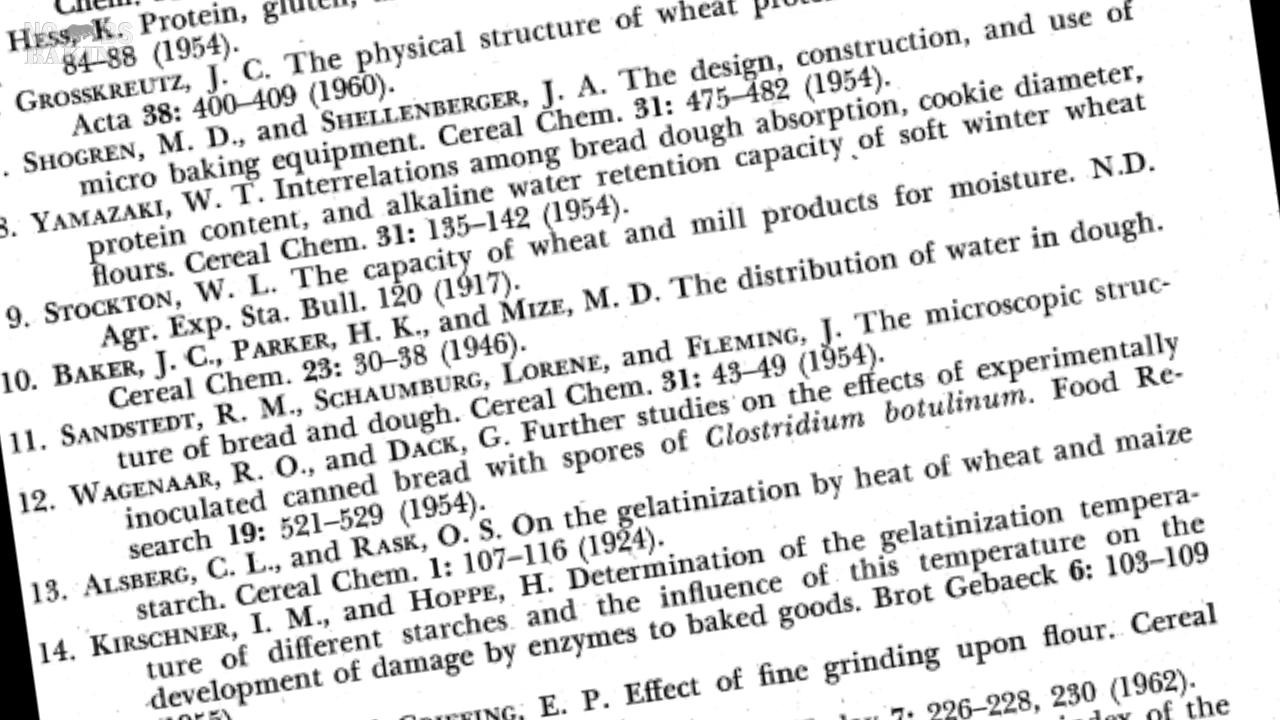 Chem.
HESS, K. Protein, gluten,
84–88 (1954).
GROSSKREUTZ, J. C. The physical structure of wheat
Acta 38: 400–409 (1960).
. SHOGREN, M. D., and SHELLENBERGER, J. A. The design, construction, and use of
micro baking equipment. Cereal Chem. 31: 475–482 (1954).
8. YAMAZAKI, W. T. Interrelations among bread dough absorption, cookie diameter,
protein content, and alkaline water retention capacity of soft winter wheat
flours. Cereal Chem. 31: 135–142 (1954).
9. STOCKTON, W. L. The capacity of wheat and mill products for moisture. N.D.
Agr. Exp. Sta. Bull. 120 (1917).
10. BAKER, J. C., PARKER, H. K., and MIZE, M. D. The distribution of water in dough.
Cereal Chem. 23: 30–38 (1946).
11. SANDSTEDT, R. M., SCHAUMBURG, LORENE, and FLEMING, J. The microscopic struc-
ture of bread and dough. Cereal Chem. 31: 43–49 (1954).
12. WAGENAAR, R. O., and DACK, G. Further studies on the effects of experimentally
inoculated canned bread with spores of Clostridium botulinum. Food Re-
search 19: 521–529 (1954).
13. ALSBERG, C. L., and RASK, O. S. On the gelatinization by heat of wheat and maize
starch. Cereal Chem. 1: 107–116 (1924).
14. KIRSCHNER, I. M., and HOPPE, H. Determination of the gelatinization tempera-
ture of different starches and the influence of this temperature on the
development of damage by enzymes to baked goods. Brot Gebaeck 6: 103–109
(1955).
GRIFFING, E. P. Effect of fine grinding upon flour. Cereal
7: 226–228, 230 (1962).
index of the